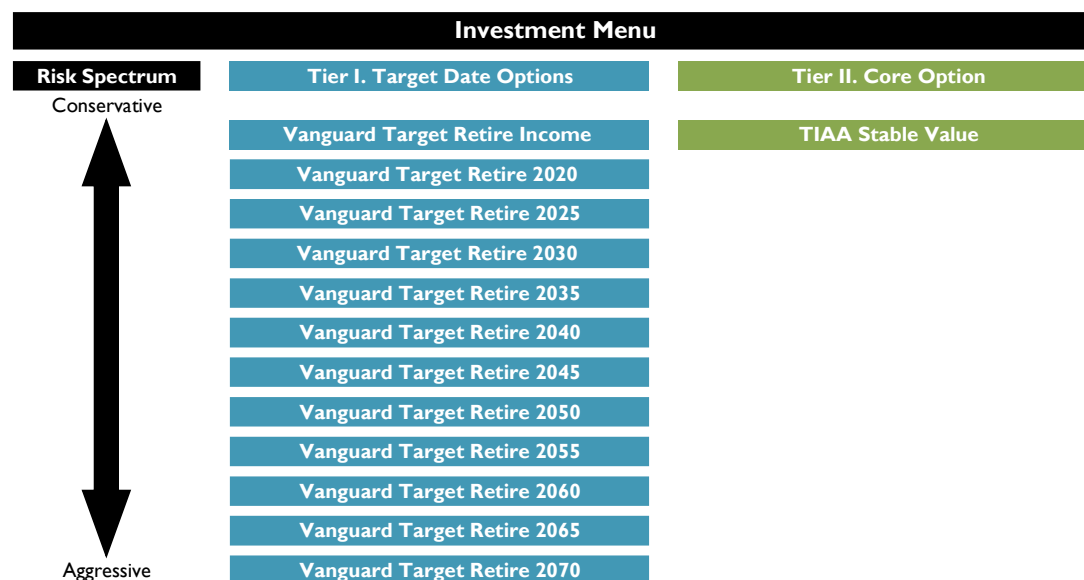 Investment Menu
Risk Spectrum
Tier I. Target Date Options
Tier II. Core Option
Conservative
Vanguard Target Retire Income
TIAA Stable Value
Vanguard Target Retire 2020
Vanguard Target Retire 2025
Vanguard Target Retire 2030
Vanguard Target Retire 2035
Vanguard Target Retire 2040
Vanguard Target Retire 2045
Vanguard Target Retire 2050
Vanguard Target Retire 2055
Vanguard Target Retire 2060
Vanguard Target Retire 2065
Aggressive
Vanguard Target Retire 2070